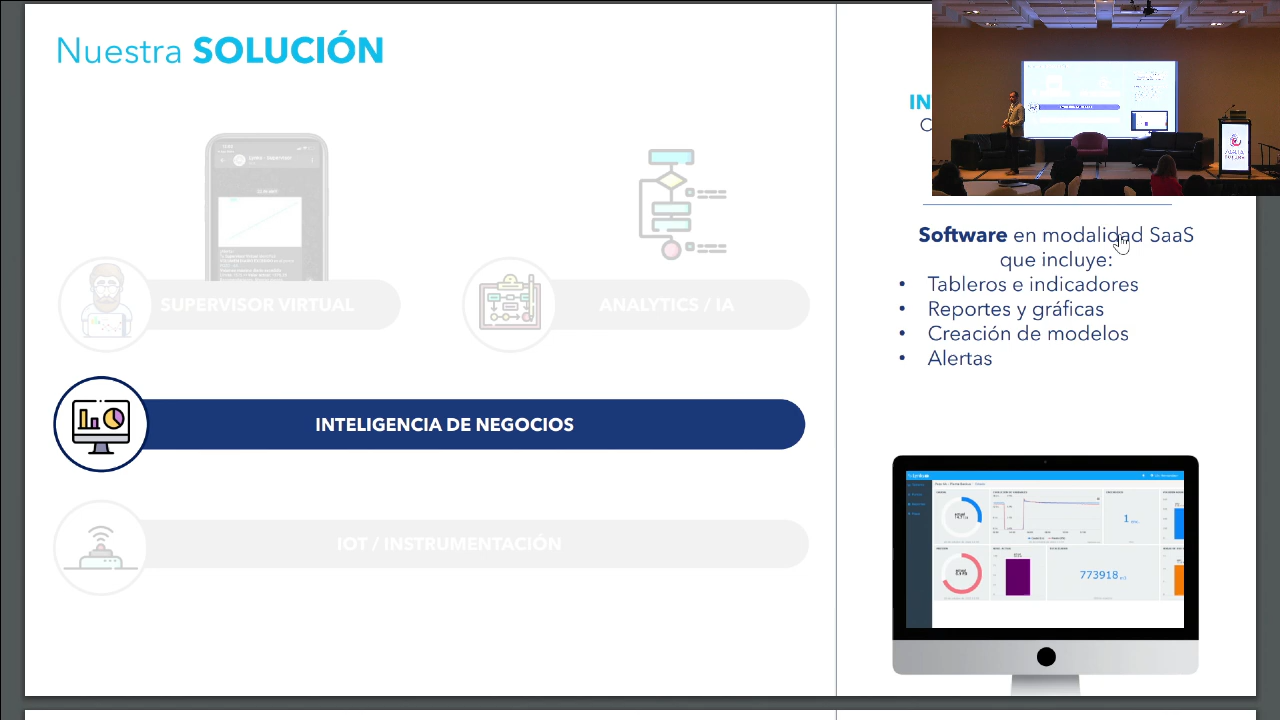 Nuestra SOLUCIÓN
SUPERVISOR VIRTUAL
ANALYTICS / IA
INTELIGENCIA DE NEGOCIOS
INSTRUMENTACIÓN
Software en modalidad SaaS
que incluye:
• Tableros e indicadores
• Reportes y gráficas
• Creación de modelos
• Alertas
1
773918